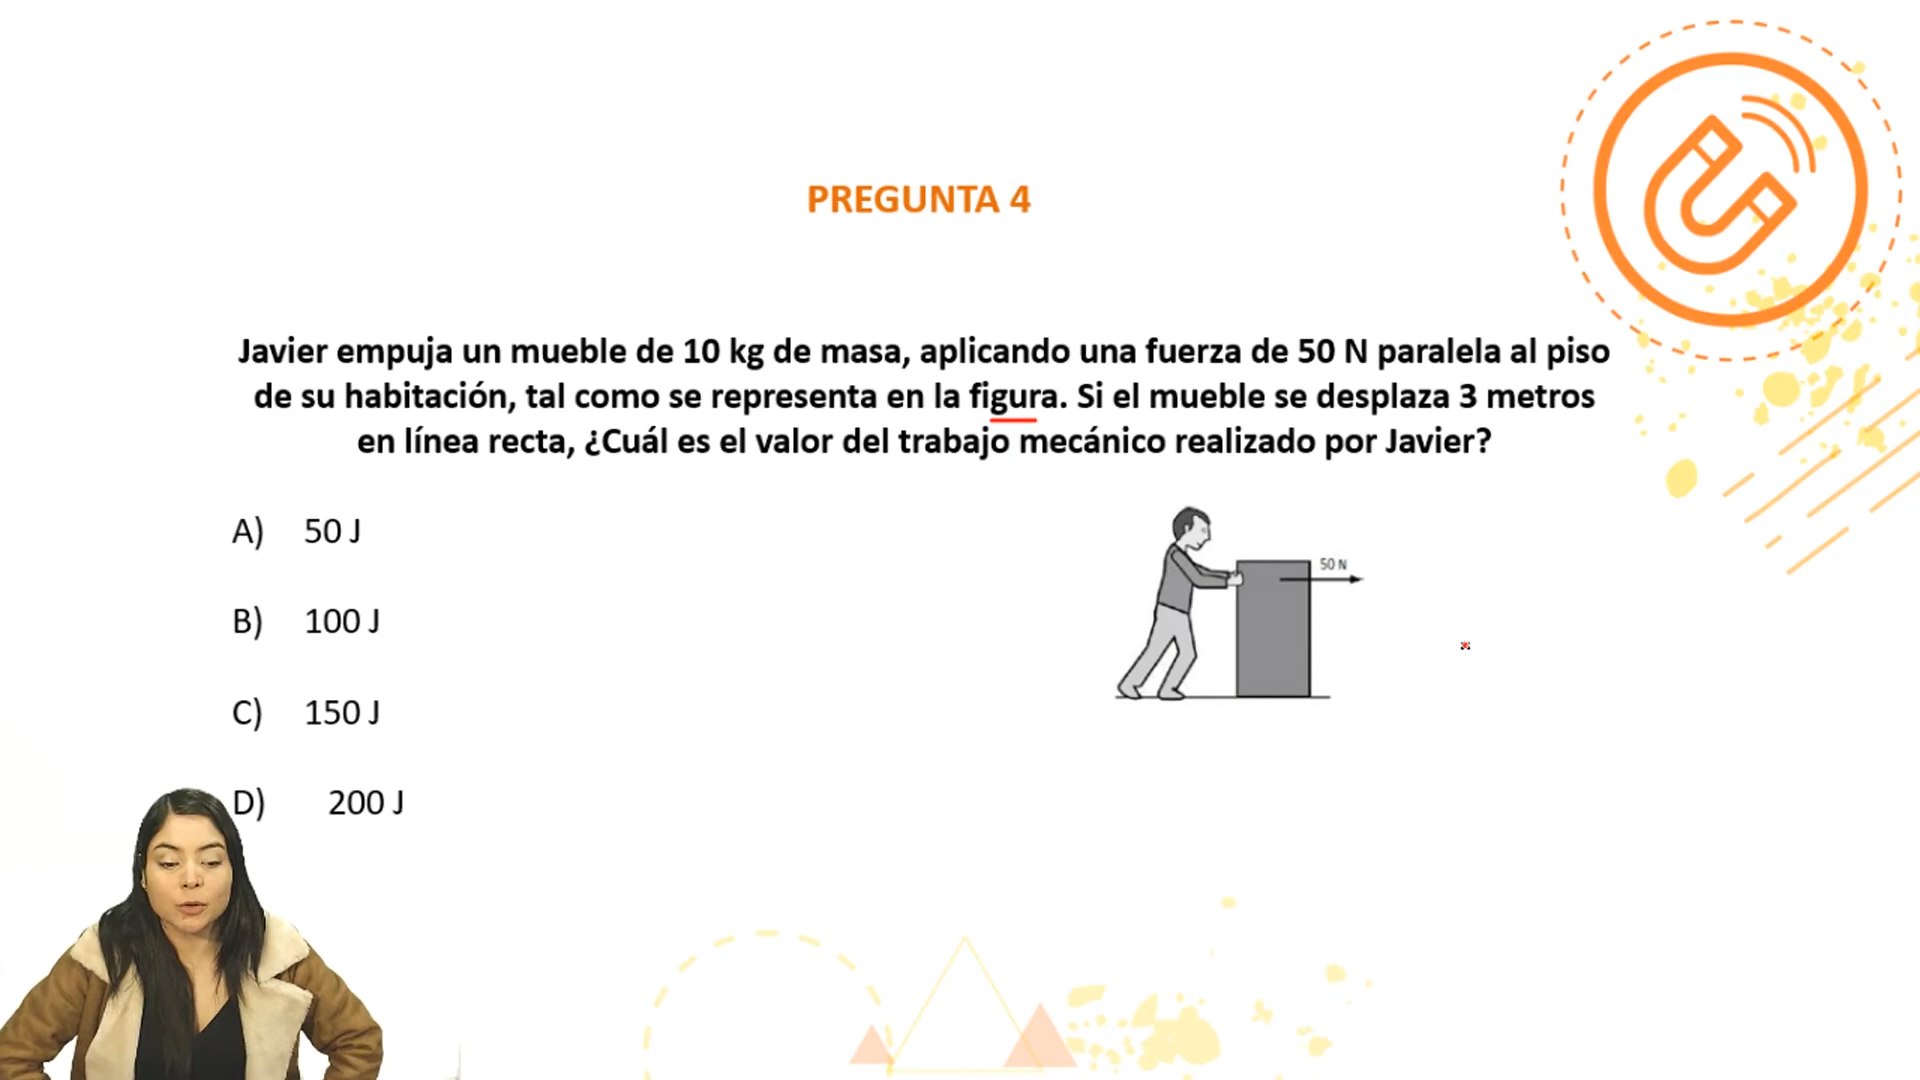 PREGUNTA 4
Javier empuja un mueble de 10 kg de masa, aplicando una fuerza de 50 N paralela al piso
de su habitación, tal como se representa en la figura. Si el mueble se desplaza 3 metros
en línea recta, ¿Cuál es el valor del trabajo mecánico realizado por Javier?
A) 50 J
B) 100 J
C) 150 J
D) 200 J
50 N